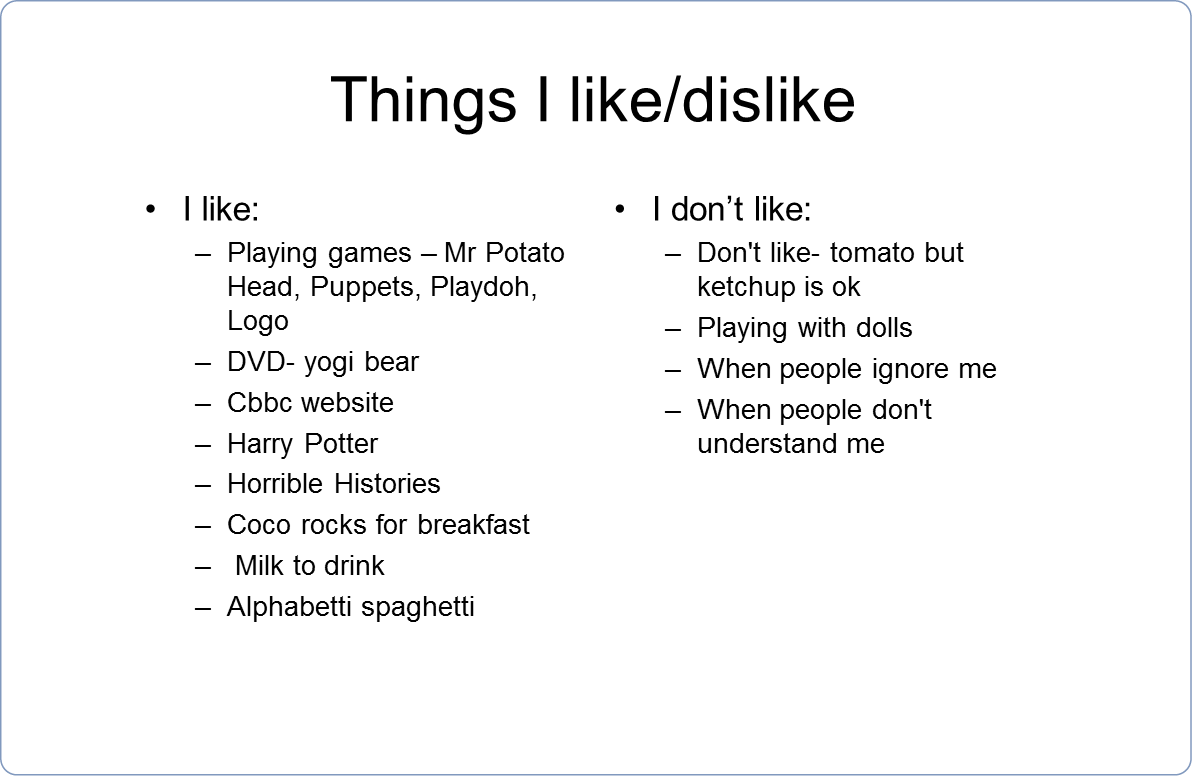 Things I like/dislike
• I like:
– Playing games – Mr Potato
Head, Puppets, Playdoh,
Logo
– DVD- yogi bear
– Cbbc website
– Harry Potter
– Horrible Histories
– Coco rocks for breakfast
– Milk to drink
– Alphabetti spaghetti
• I don’t like:
– Don't like- tomato but
ketchup is ok
– Playing with dolls
– When people ignore me
– When people don't
understand me